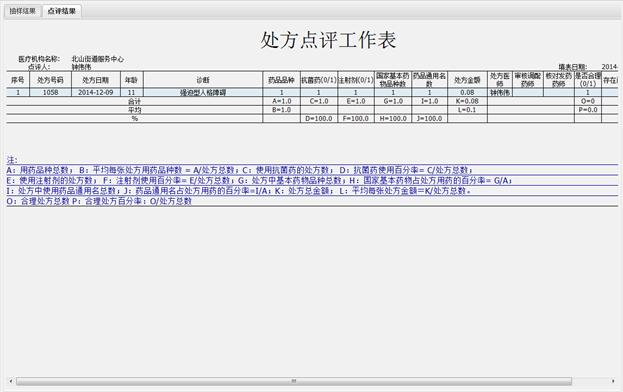 抽样结果 点评结果
处方点评工作表
医疗机构名称: 北山街道服务中心
点评人: 钟伟伟 填表日期: 2014-
序号 处方号码 处方日期 年龄 诊断 药品品种 抗菌药(0/1) 注射剂(0/1) 国家基本药物品种数 药品通用名数 处方金额 处方医师 审核调配药师 核对发药药师 是否合理(0/1) 存在问
1 1058 2014-12-09 11 强迫型人格障碍 1 1 1 1 1 0.08 钟伟伟 1
合计 A=1.0 C=1.0 E=1.0 G=1.0 I=1.0 K=0.08 O=0
平均 B=1.0 L=0.1 P=0.0
% D=100.0 F=100.0 H=100.0 J=100.0
注:
A: 用药品种总数; B: 平均每张处方用药品种数 = A/处方总数; C: 使用抗菌药的处方数; D: 抗菌药使用百分率= C/处方总数;
E: 使用注射剂的处方数; F: 注射剂使用百分率= E/处方总数; G: 处方中基本药物品种总数; H: 国家基本药物占处方用药的百分率= G/A;
I: 处方中使用药品通用名总数; J: 药品通用名占处方用药的百分率=I/A; K: 处方总金额; L: 平均每张处方金额=K/处方总数。
O: 合理处方总数 P: 合理处方百分率: O/处方总数